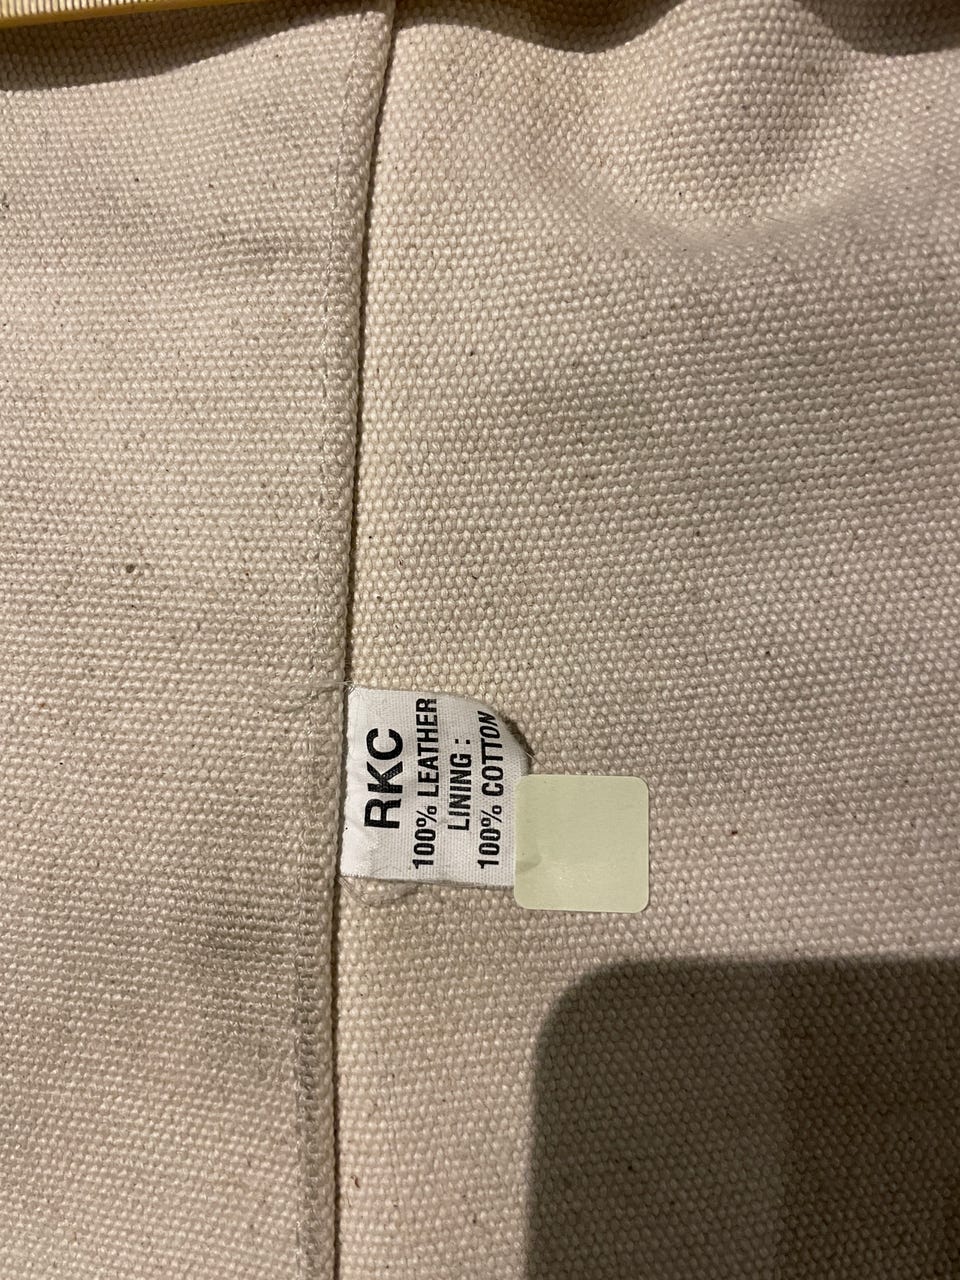 RKC
100% LEATHER
LINING :
100% COTTON